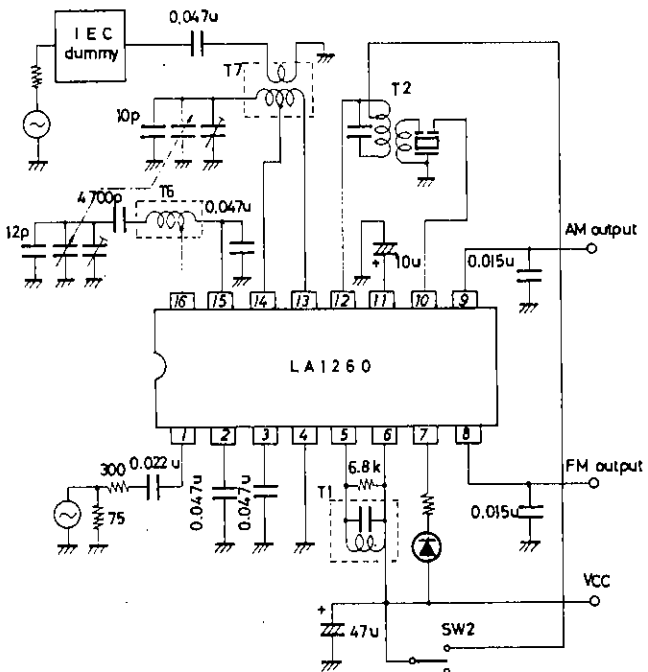 0.047u
I E C
dummy
T7
T2
10p
4700p
T6
0.047u
12p
10u
AM output
0.015u
16 15 14 13 12 11 10 9
LA1260
1 2 3 4 5 6 7 8
0.022u
300
75
0.047u
0.047u
6.8k
T1
FM output
0.015u
VCC
+
47u
SW2
+